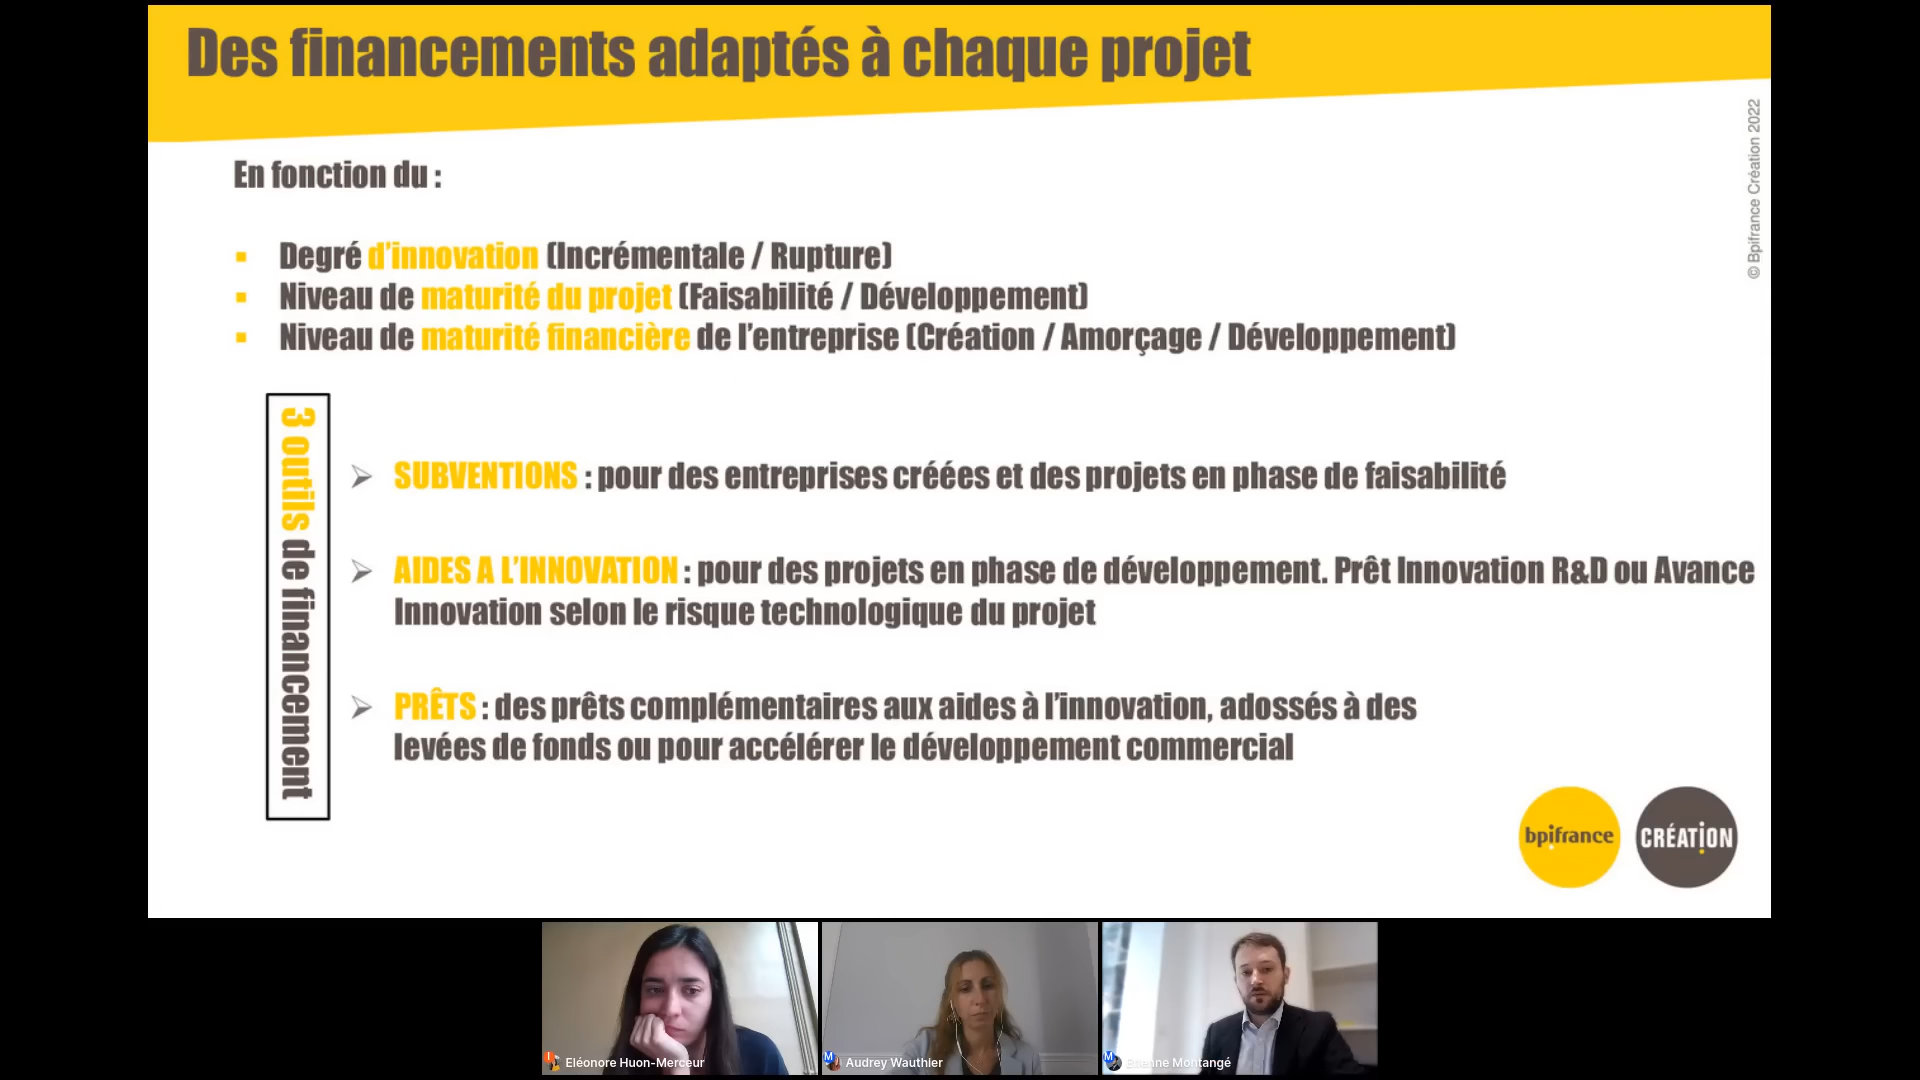 Des financements adaptés à chaque projet
© Bpifrance Création 2022
En fonction du :
▪ Degré d'innovation (Incrémentale / Rupture)
▪ Niveau de maturité du projet (Faisabilité / Développement)
▪ Niveau de maturité financière de l'entreprise (Création / Amorçage / Développement)
3 outils de financement
➢ SUBVENTIONS : pour des entreprises créées et des projets en phase de faisabilité
➢ AIDES A L'INNOVATION : pour des projets en phase de développement. Prêt Innovation R&D ou Avance
Innovation selon le risque technologique du projet
➢ PRÊTS : des prêts complémentaires aux aides à l'innovation, adossés à des
levées de fonds ou pour accélérer le développement commercial
bpifrance
CRÉATION
Eléonore Huon-Merceur
Audrey Wauthier
Montangé